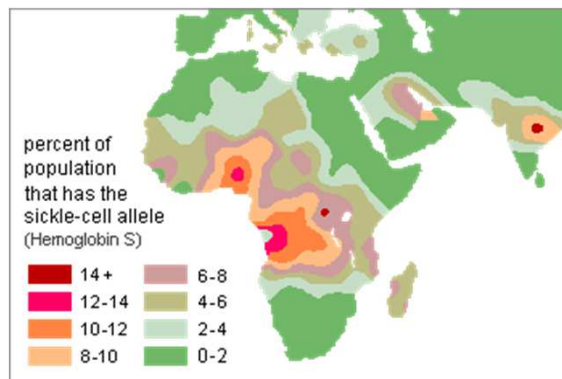 percent of
population
that has the
sickle-cell allele
(Hemoglobin S)
14+
12-14
10-12
8-10
6-8
4-6
2-4
0-2